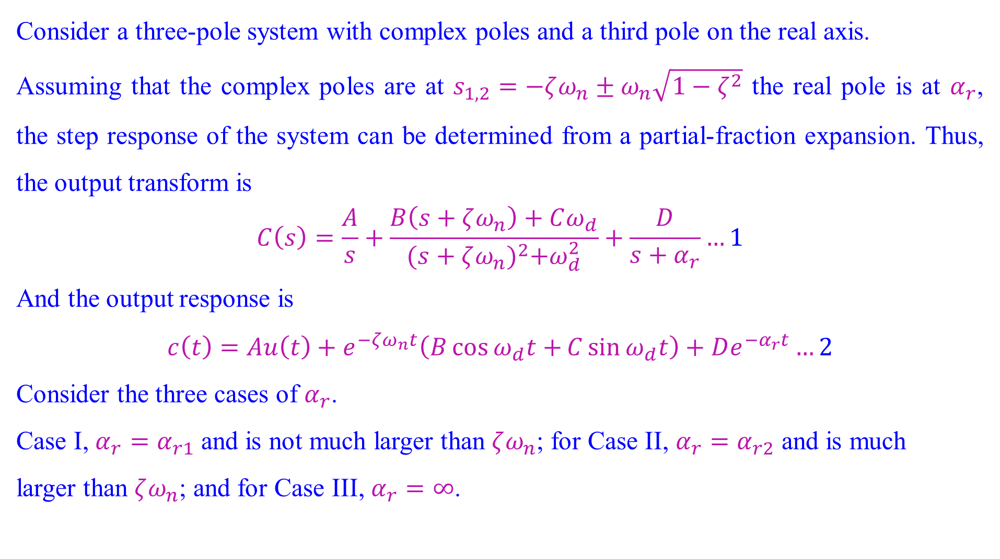 Consider a three-pole system with complex poles and a third pole on the real axis.
Assuming that the complex poles are at $s_{1,2} = -\zeta\omega_n \pm \omega_n\sqrt{1-\zeta^2}$ the real pole is at $\alpha_r$,
the step response of the system can be determined from a partial-fraction expansion. Thus,
the output transform is
$C(s) = \frac{A}{s} + \frac{B(s+\zeta\omega_n)+C\omega_d}{(s+\zeta\omega_n)^2+\omega_d^2} + \frac{D}{s+\alpha_r} \ldots 1$
And the output response is
$c(t) = Au(t) + e^{-\zeta\omega_n t}(B\cos\omega_d t + C\sin\omega_d t) + De^{-\alpha_r t} \ldots 2$
Consider the three cases of $\alpha_r$.
Case I, $\alpha_r = \alpha_{r1}$ and is not much larger than $\zeta\omega_n$; for Case II, $\alpha_r = \alpha_{r2}$ and is much
larger than $\zeta\omega_n$; and for Case III, $\alpha_r = \infty$.